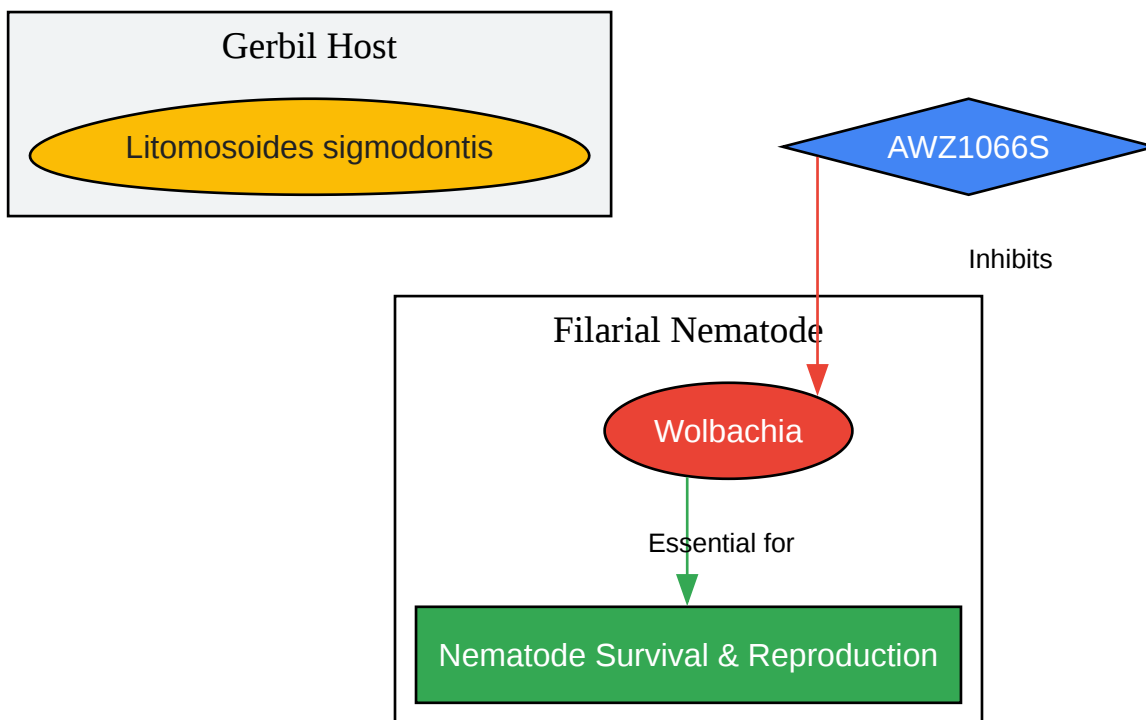 Gerbil Host
Litomosoides sigmodontis
AWZ1066S
Inhibits
Filarial Nematode
Wolbachia
Essential for
Nematode Survival & Reproduction